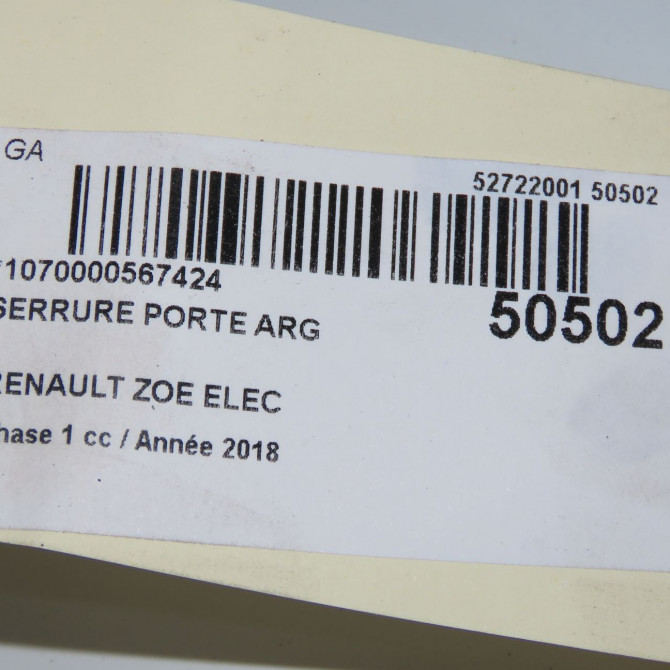 GA
52722001 50502
*1070000567424
SERRURE PORTE ARG
50502
RENAULT ZOE ELEC
hase 1 cc / Année 2018